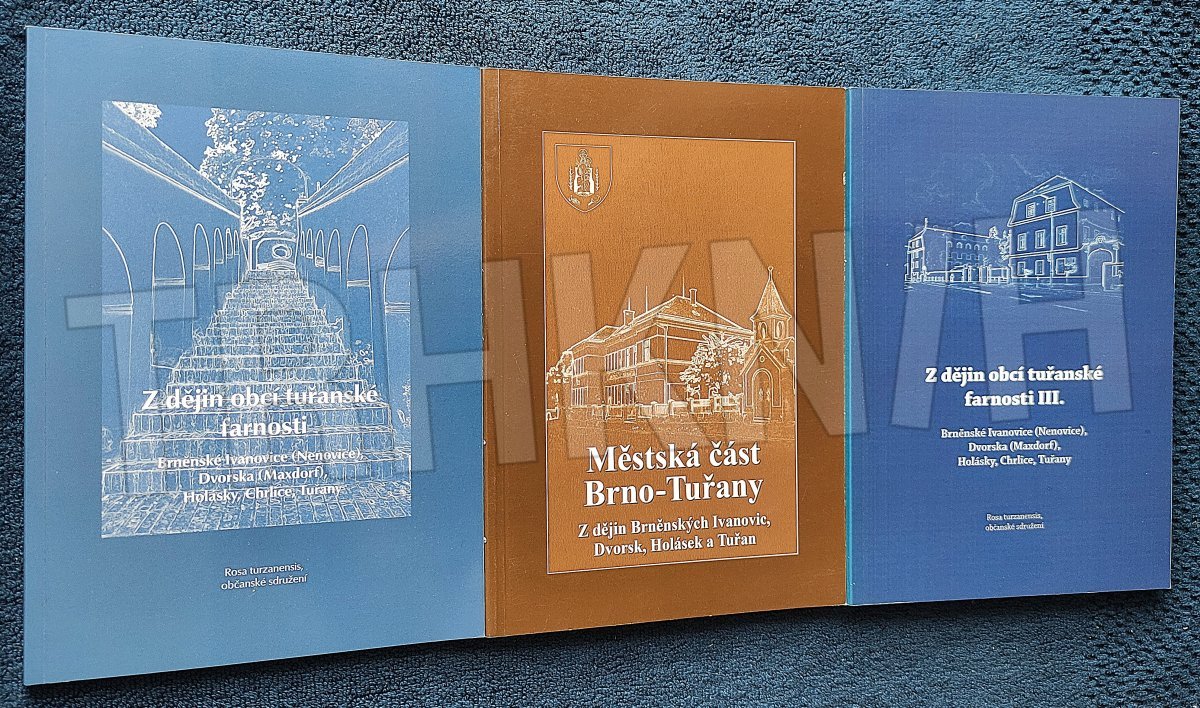 Z dějin obcí tuřanské
farnosti
Brněnské Ivanovice (Nenovice),
Dvorska (Maxdorf),
Holásky, Chrlice, Tuřany
Rosa turzanensis,
občanské sdružení
Městská část
Brno-Tuřany
Z dějin Brněnských Ivanovic,
Dvorsk, Holásek a Tuřan
Z dějin obcí tuřanské
farnosti III.
Brněnské Ivanovice (Nenovice),
Dvorska (Maxdorf),
Holásky, Chrlice, Tuřany
Rosa turzanensis,
občanské sdružení